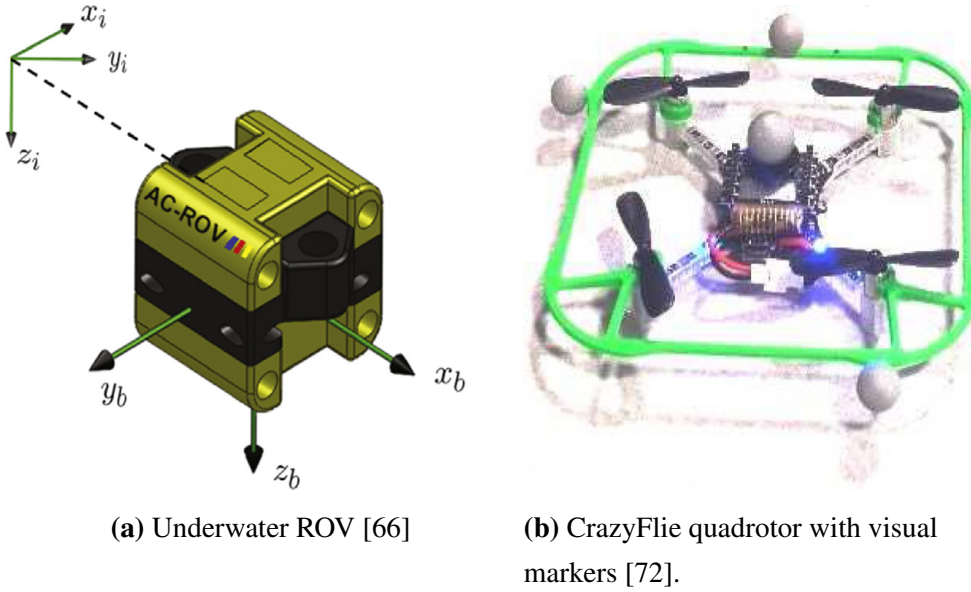 x_i
y_i
z_i
AC-ROV
y_b
x_b
z_b
(a) Underwater ROV [66]
(b) CrazyFlie quadrotor with visual
markers [72].